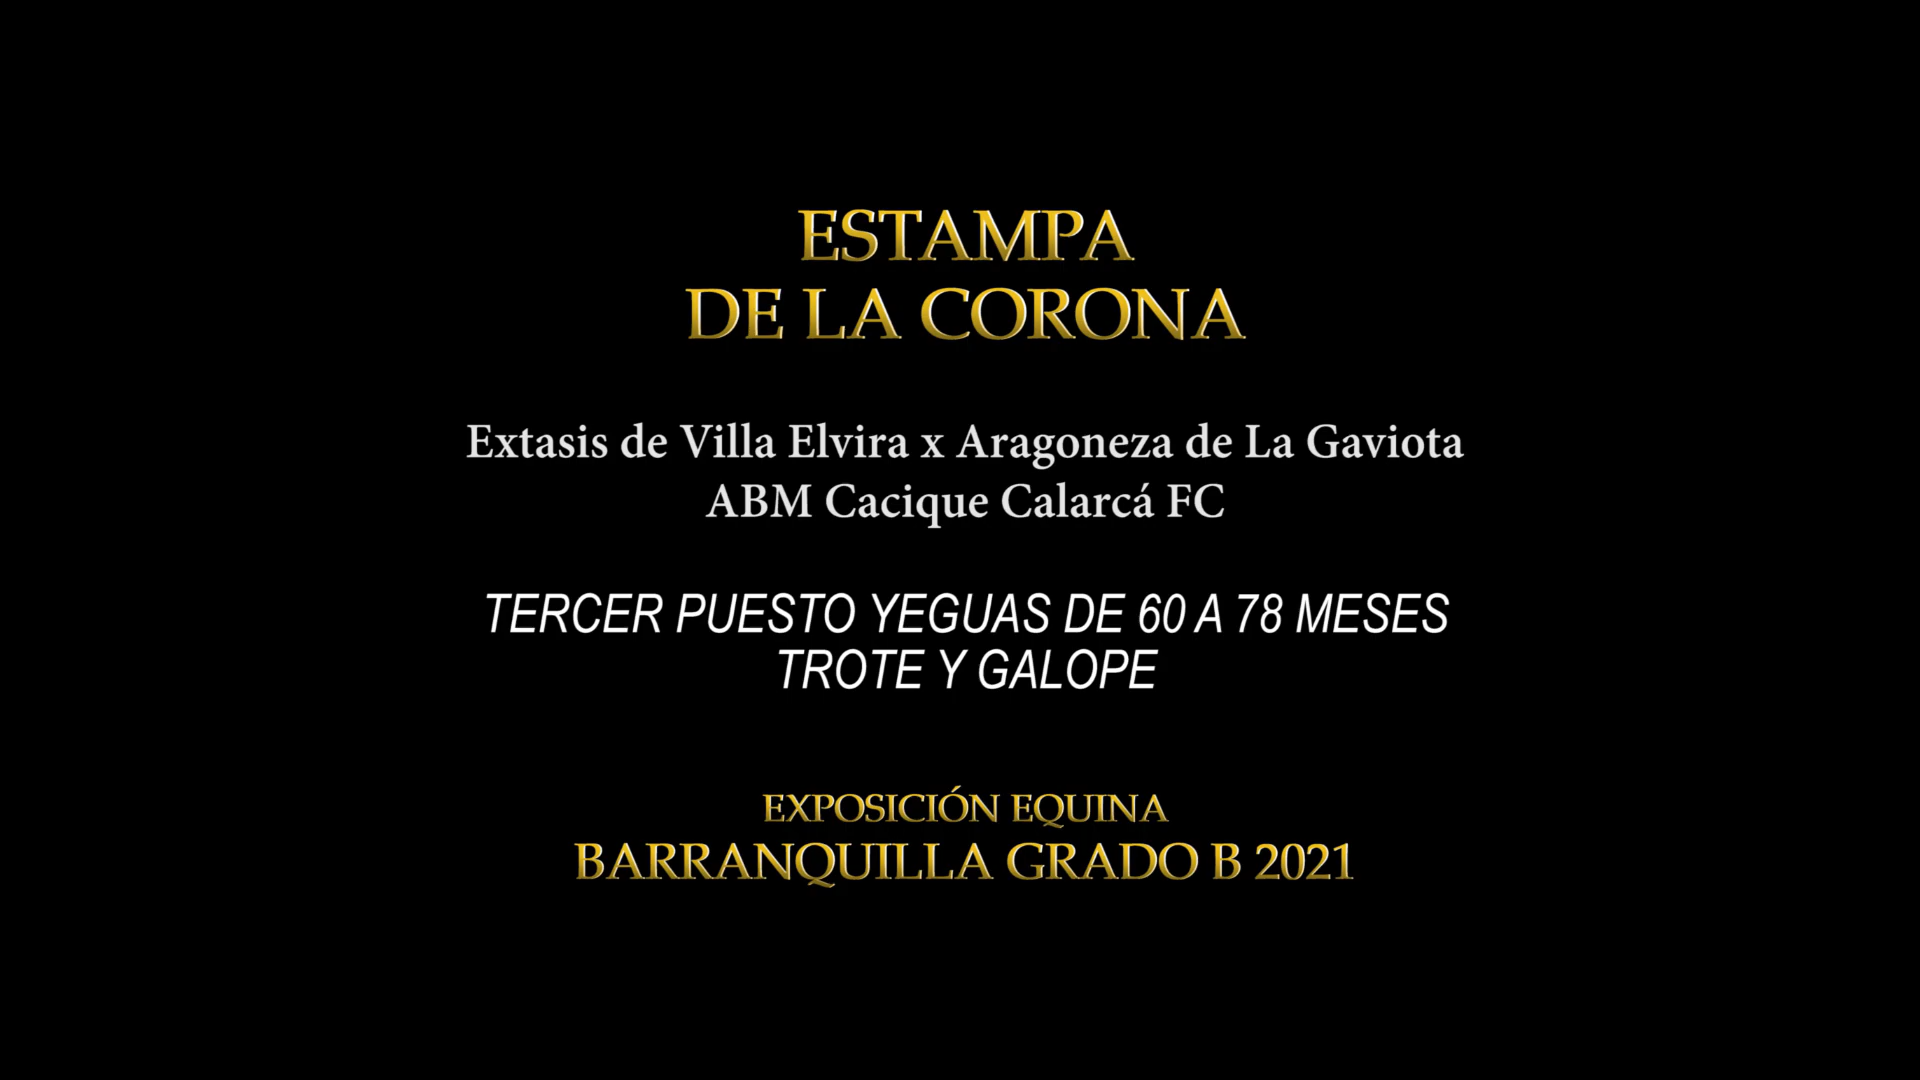 ESTAMPA
DE LA CORONA
Extasis de Villa Elvira x Aragoneza de La Gaviota
ABM Cacique Calarcá FC
TERCER PUESTO YEGUAS DE 60 A 78 MESES
TROTE Y GALOPE
EXPOSICIÓN EQUINA
BARRANQUILLA GRADO B 2021